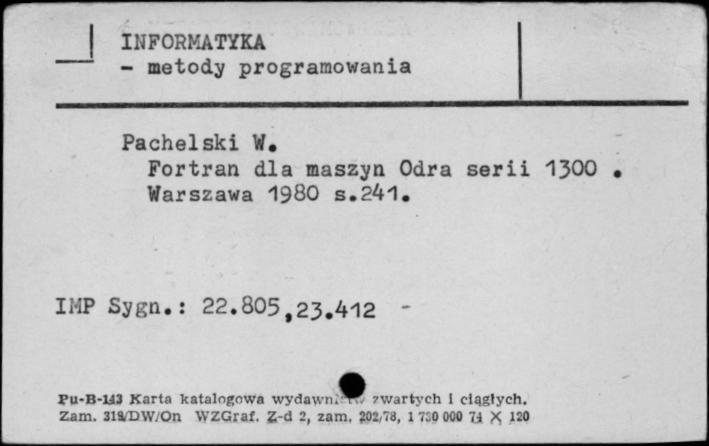 INFORMATYKA
- metody programowania
Pachelski W.
Fortran dla maszyn Odra serii 1300 .
Warszawa 1980 s.241.
IMP Sygn.: 22.805,23.412 -
Pu-B-143 Karta katalogowa wydawnictw zwartych i ciągłych.
Zam. 318/DW/On WZGraf. Z-d 2, zam. 202/78, 1 730 000 74 X 120